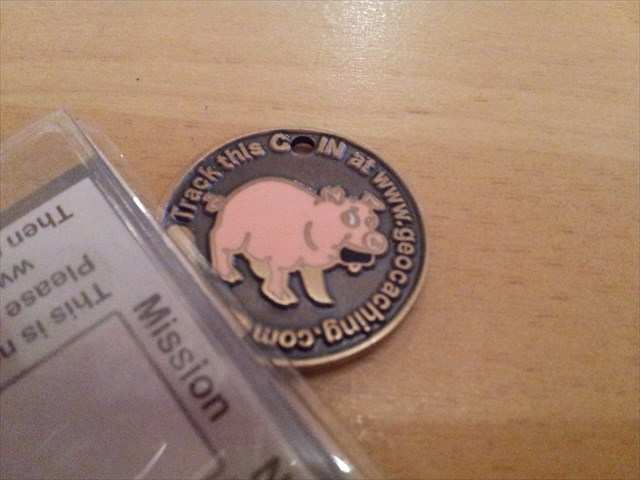 Track this COIN at www.geocaching.com
Mission
This is
Please
Then